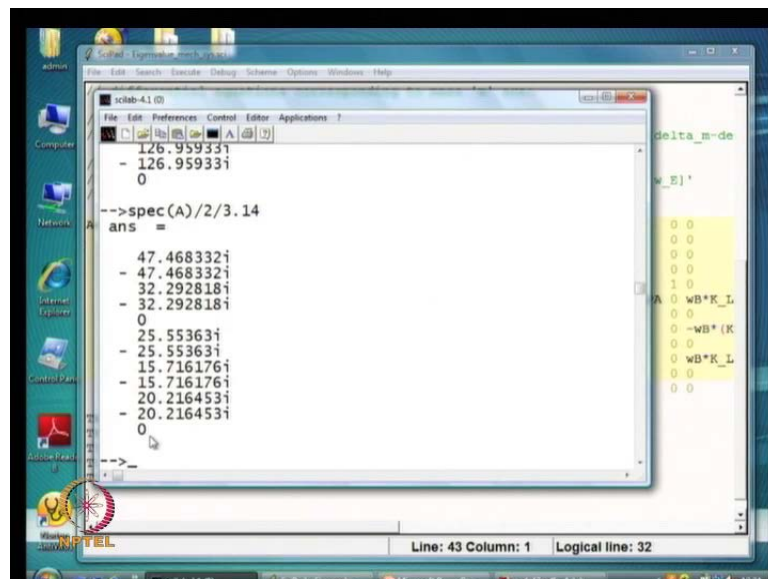 admin
SciPad - Eigenvalue_mech_sys.sci
File Edit Search Execute Debug Scheme Options Windows Help
scilab-4.1 (0)
File Edit Preferences Control Editor Applications ?
Computer
delta_m-de
126.95933i
- 126.95933i
0
w_E]'
-->spec(A)/2/3.14
ans =
Network
A
0 0
47.468332i
0 0
- 47.468332i
0 0
32.292818i
0 0
- 32.292818i
1 0
0
0 wB*K_L
Internet
Explorer
25.55363i
0 0
- 25.55363i
0 -wB*(K
15.716176i
0 0
- 15.716176i
0 wB*K_L
Control Pan
20.216453i
0 0
- 20.216453i
0 0
0
Adobe Read
-->_
NPTEL
Line: 43 Column: 1
Logical line: 32